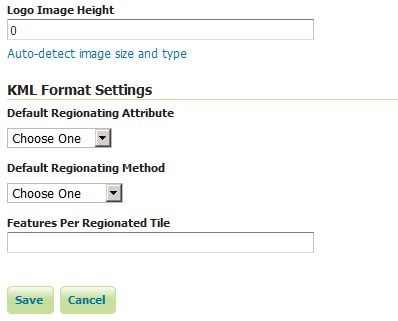 Logo Image Height
0
Auto-detect image size and type
KML Format Settings
Default Regionating Attribute
Choose One
Default Regionating Method
Choose One
Features Per Regionated Tile
Save Cancel